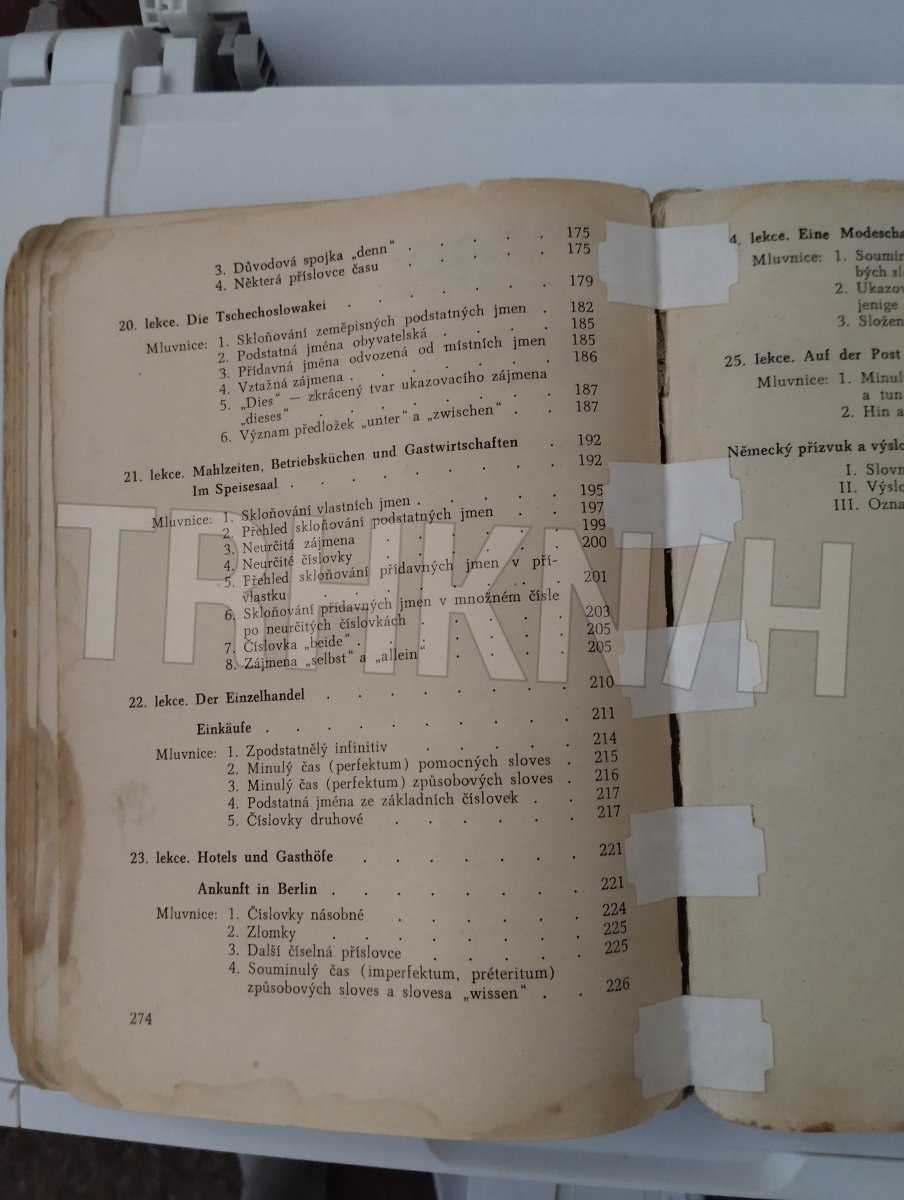 3. Důvodová spojka „denn“ . . . . . 175
4. Některá příslovce času . . . . . 175
20. lekce. Die Tschechoslowakei . . . . . . 179
Mluvnice: 1. Skloňování zeměpisných podstatných jmen . 182
2. Podstatná jména obyvatelská . . . . 185
3. Přídavná jména odvozená od místních jmen 185
4. Vztažná zájmena . . . . . . . 186
5. „Dies“ — zkrácený tvar ukazovacího zájmena
„dieses“ . . . . . . . . 187
6. Význam předložek „unter“ a „zwischen“ . . 187
21. lekce. Mahlzeiten, Betriebsküchen und Gastwirtschaften . 192
Im Speisesaal . . . . . . . . . 192
Mluvnice: 1. Skloňování vlastních jmen . . . . . 195
2. Přehled skloňování podstatných jmen . . 197
3. Neurčitá zájmena . . . . . . 199
4. Neurčité číslovky . . . . . . 200
5. Přehled skloňování přídavných jmen v pří-
vlastku . . . . . . . . 201
6. Skloňování přídavných jmen v množném čísle
po neurčitých číslovkách . . . . . 203
7. Číslovka „beide“ . . . . . . . 205
8. Zájmena „selbst“ a „allein“ . . . . 205
22. lekce. Der Einzelhandel . . . . . . . 210
Einkäufe . . . . . . . . . . 211
Mluvnice: 1. Zpodstatnělý infinitiv . . . . . 214
2. Minulý čas (perfektum) pomocných sloves . 215
3. Minulý čas (perfektum) způsobových sloves . 216
4. Podstatná jména ze základních číslovek . . 217
5. Číslovky druhové . . . . . . 217
23. lekce. Hotels und Gasthöfe . . . . . . . 221
Ankunft in Berlin . . . . . . . . 221
Mluvnice: 1. Číslovky násobné . . . . . . 224
2. Zlomky . . . . . . . . 225
3. Další číselná příslovce . . . . . 225
4. Souminulý čas (imperfektum, préteritum)
způsobových sloves a slovesa „wissen“ . . 226
274
4. lekce. Eine Modescha
Mluvnice: 1. Soumin
bých sl
2. Ukazov
jenige
3. Složen
25. lekce. Auf der Post
Mluvnice: 1. Minul
a tun
2. Hin a
Německý přízvuk a výslo
I. Slovn
II. Výslo
III. Ozna
TRHKNIH